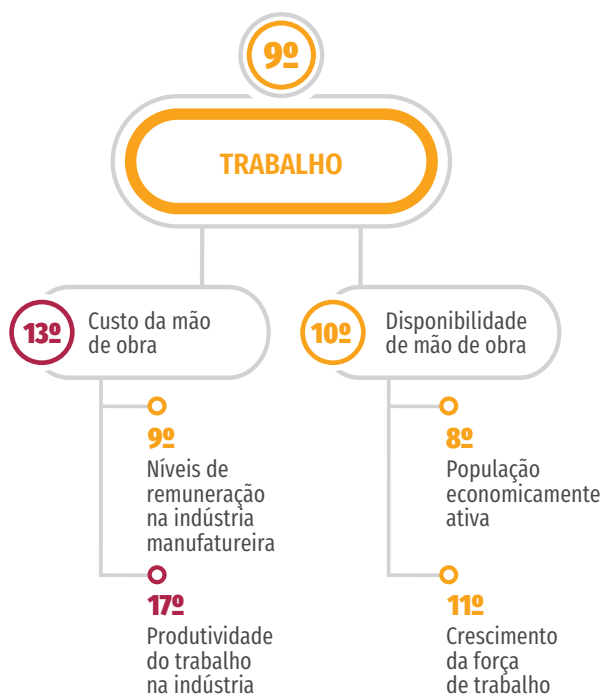 9º
TRABALHO
13º
Custo da mão
de obra
10º
Disponibilidade
de mão de obra
9º
Níveis de
remuneração
na indústria
manufatureira
17º
Produtividade
do trabalho
na indústria
8º
População
economicamente
ativa
11º
Crescimento
da força
de trabalho